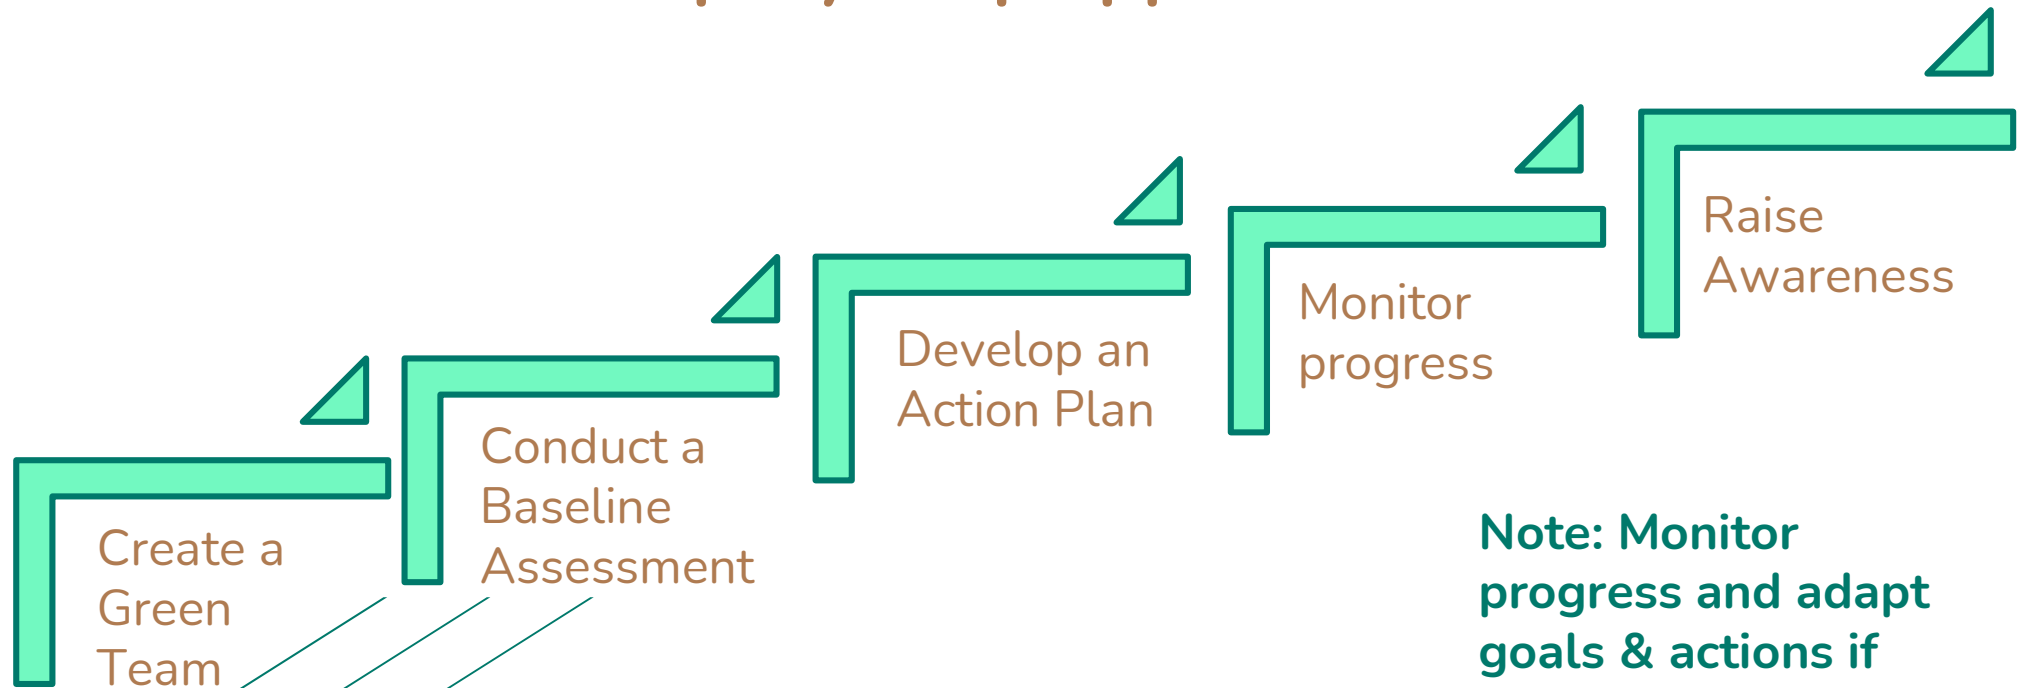 Create a
Green
Team
Conduct a
Baseline
Assessment
Develop an
Action Plan
Monitor
progress
Raise
Awareness
Note: Monitor
progress and adapt
goals & actions if